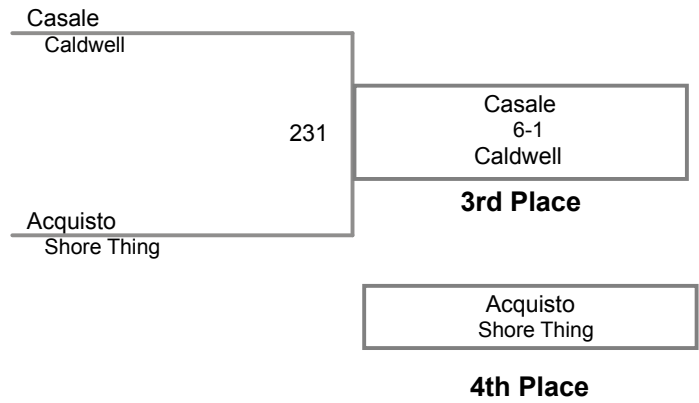 Casale
Caldwell
231
Casale
6-1
Caldwell
3rd Place
Acquisto
Shore Thing
Acquisto
Shore Thing
4th Place